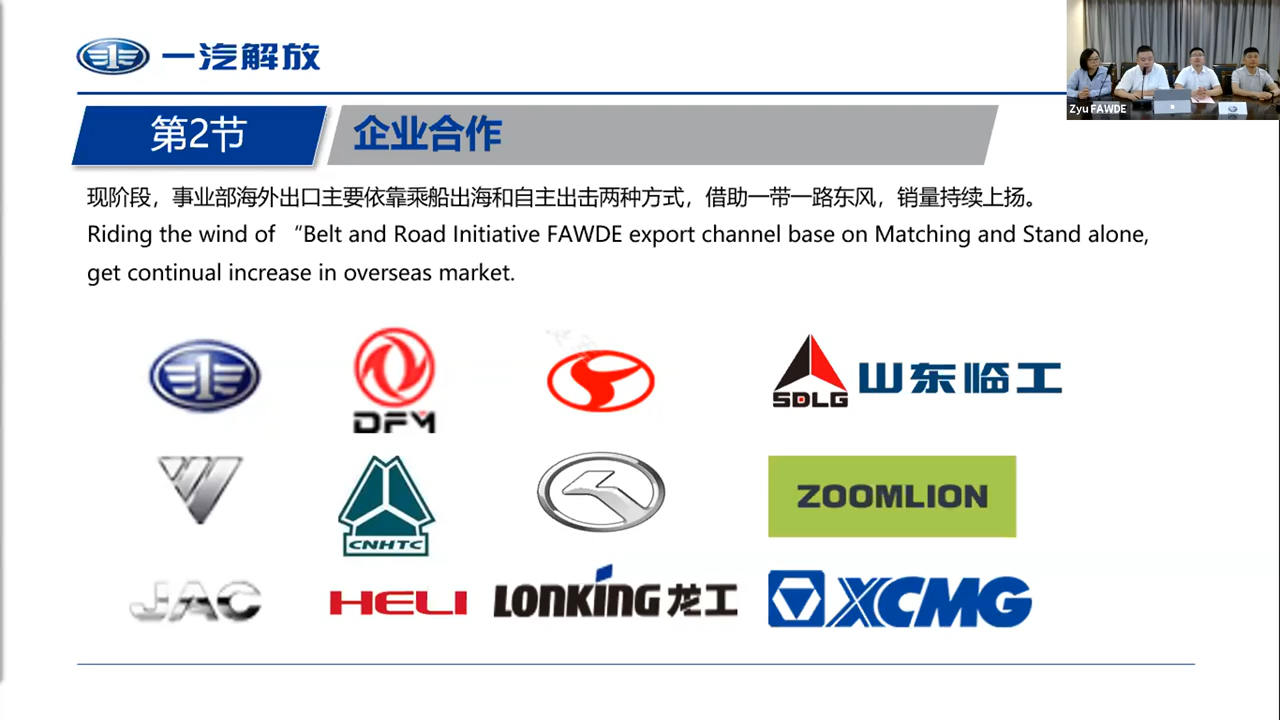 一汽解放
Zyu FAWDE
第2节
企业合作
现阶段，事业部海外出口主要依靠乘船出海和自主出击两种方式，借助一带一路东风，销量持续上扬。
Riding the wind of “Belt and Road Initiative FAWDE export channel base on Matching and Stand alone,
get continual increase in overseas market.
DFM
SDLG 山东临工
CNHTC
ZOOMLION
JAC
HELI
LONKING 龙工
XCMG